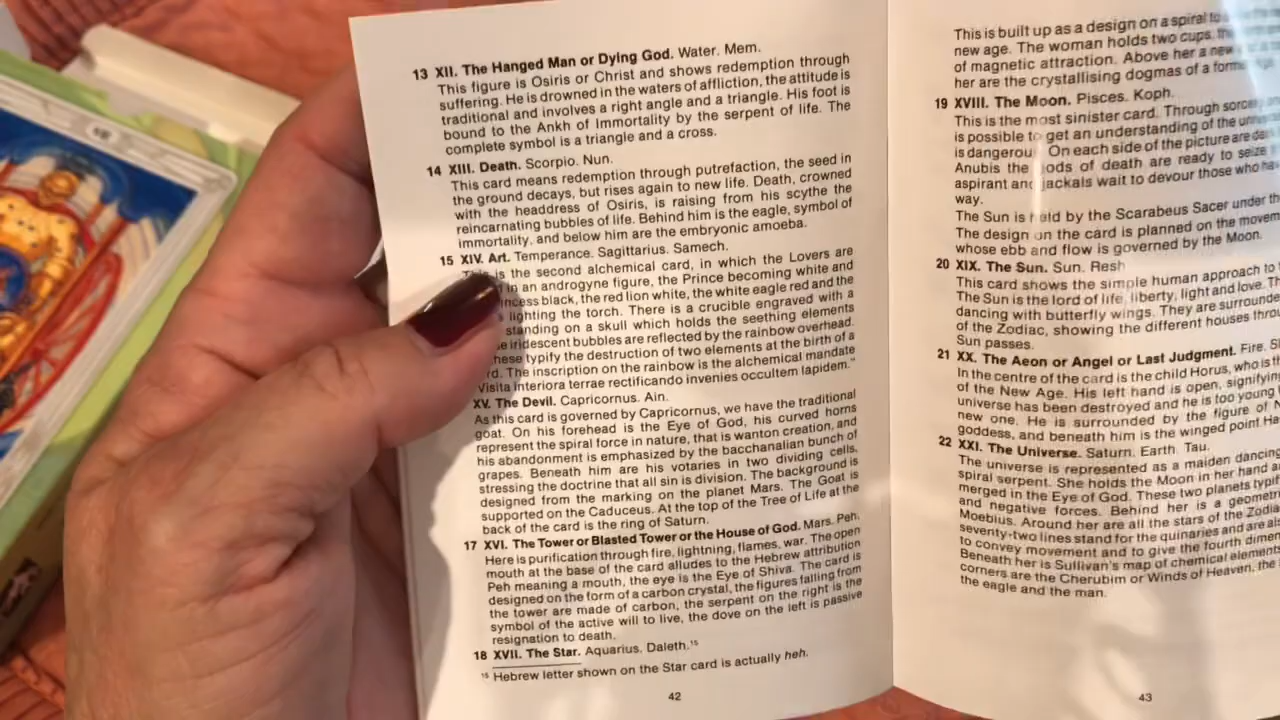 13 XII. The Hanged Man or Dying God. Water. Mem.
This figure is Osiris or Christ and shows redemption through
suffering. He is drowned in the waters of affliction, the attitude is
traditional and involves a right angle and a triangle. His foot is
bound to the Ankh of Immortality by the serpent of life. The
complete symbol is a triangle and a cross.
14 XIII. Death. Scorpio. Nun.
This card means redemption through putrefaction, the seed in
the ground decays, but rises again to new life. Death, crowned
with the headdress of Osiris, is raising from his scythe the
reincarnating bubbles of life. Behind him is the eagle, symbol of
immortality, and below him are the embryonic amoeba.
15 XIV. Art. Temperance. Sagittarius. Samech.
This is the second alchemical card, in which the Lovers are
in an androgyne figure, the Prince becoming white and
black, the red lion white, the white eagle red and the
lighting the torch. There is a crucible engraved with a
standing on a skull which holds the seething elements
iridescent bubbles are reflected by the rainbow overhead.
typify the destruction of two elements at the birth of a
The inscription on the rainbow is the alchemical mandate
Visita interiora terrae rectificando invenies occultem lapidem."
XV. The Devil. Capricornus. Ain.
As this card is governed by Capricornus, we have the traditional
goat. On his forehead is the Eye of God, his curved horns
represent the spiral force in nature, that is wanton creation, and
his abandonment is emphasized by the bacchanalian bunch of
grapes. Beneath him are his votaries in two dividing cells,
stressing the doctrine that all sin is division. The background is
designed from the marking on the planet Mars. The Goat is
supported on the Caduceus. At the top of the Tree of Life at the
back of the card is the ring of Saturn.
17 XVI. The Tower or Blasted Tower or the House of God. Mars. Peh.
Here is purification through fire, lightning, flames, war. The open
mouth at the base of the card alludes to the Hebrew attribution
Peh meaning a mouth, the eye is the Eye of Shiva. The card is
designed on the form of a carbon crystal, the figures falling from
the tower are made of carbon, the serpent on the right is the
symbol of the active will to live, the dove on the left is passive
resignation to death.
18 XVII. The Star. Aquarius. Daleth.¹⁵
¹⁵ Hebrew letter shown on the Star card is actually heh.
42
This is built up as a design on a spiral to
new age. The woman holds two cups,
of magnetic attraction. Above her a new
her are the crystallising dogmas of a
19 XVIII. The Moon. Pisces. Koph.
This is the most sinister card. Through
is possible to get an understanding of the
is On each side of the picture are
Anubis the gods of death are ready to seize
aspirant and jackals wait to devour those who
way.
The Sun is held by the Scarabeus Sacer under
The design on the card is planned on the
whose ebb and flow is governed by the Moon.
20 XIX. The Sun. Sun. Resh
This card shows the simple human approach to
The Sun is the lord of life, liberty, light and love.
dancing with butterfly wings. They are
of the Zodiac, showing the different houses
Sun passes.
21 XX. The Aeon or Angel or Last Judgment. Fire.
In the centre of the card is the child Horus, who is
of the New Age. His left hand is open,
universe has been destroyed and he is too young
new one. He is surrounded by the figure of
goddess, and beneath him is the winged point
22 XXI. The Universe. Saturn. Earth. Tau.
The universe is represented as a maiden dancing
spiral serpent. She holds the Moon in her hand
merged in the Eye of God. These two planets
and negative forces. Behind her is a
Moebius. Around her are all the stars of the
seventy-two lines stand for the quinaries and are
to convey movement and to give the fourth
Beneath her is Sullivan's map of chemical
corners are the Cherubim or Winds of Heaven, the
the eagle and the man.
43